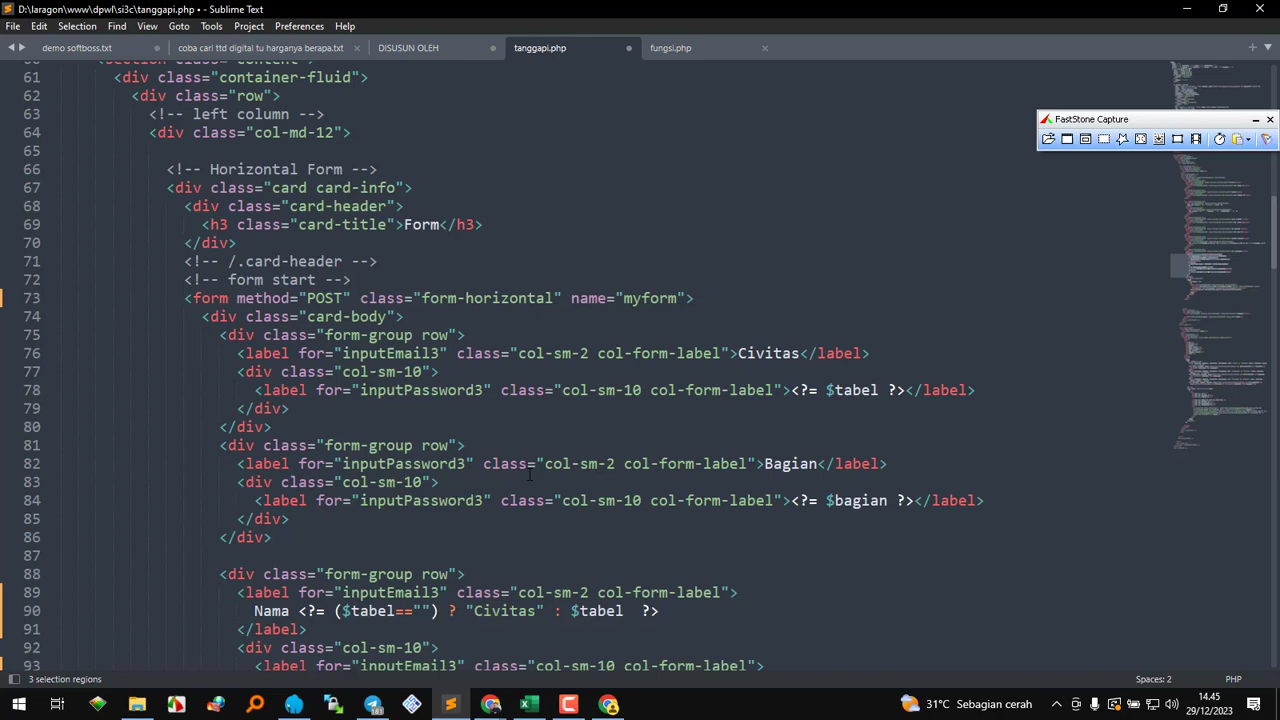 D:\laragon\www\dpwl\si3c\tanggapi.php • - Sublime Text
File Edit Selection Find View Goto Tools Project Preferences Help
demo softboss.txt coba cari ttd digital tu harganya berapa.txt DISUSUN OLEH tanggapi.php fungsi.php
61 <div class="container-fluid">
62 <div class="row">
63 <!-- left column -->
64 <div class="col-md-12">
65
66 <!-- Horizontal Form -->
67 <div class="card card-info">
68 <div class="card-header">
69 <h3 class="card-title">Form</h3>
70 </div>
71 <!-- /.card-header -->
72 <!-- form start -->
73 <form method="POST" class="form-horizontal" name="myform">
74 <div class="card-body">
75 <div class="form-group row">
76 <label for="inputEmail3" class="col-sm-2 col-form-label">Civitas</label>
77 <div class="col-sm-10">
78 <label for="inputPassword3" class="col-sm-10 col-form-label"><?= $tabel ?></label>
79 </div>
80 </div>
81 <div class="form-group row">
82 <label for="inputPassword3" class="col-sm-2 col-form-label">Bagian</label>
83 <div class="col-sm-10">
84 <label for="inputPassword3" class="col-sm-10 col-form-label"><?= $bagian ?></label>
85 </div>
86 </div>
87
88 <div class="form-group row">
89 <label for="inputEmail3" class="col-sm-2 col-form-label">
90 Nama <?= ($tabel=="") ? "Civitas" : $tabel ?>
91 </label>
92 <div class="col-sm-10">
93 <label for="inputEmail3" class="col-sm-10 col-form-label">
FastStone Capture
3 selection regions Spaces: 2 PHP
31°C Sebagian cerah 14.45
29/12/2023